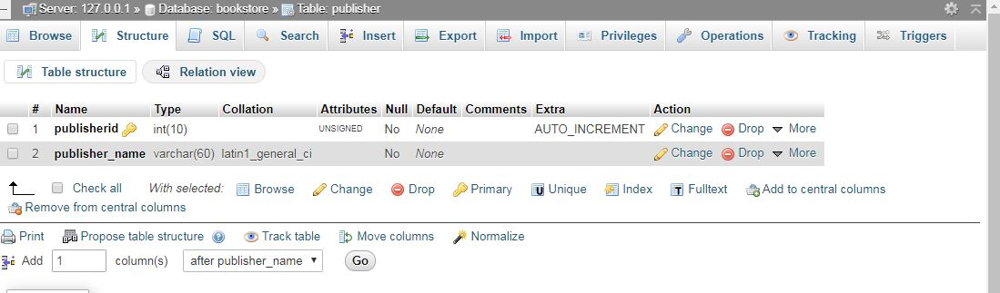 Server: 127.0.0.1 » Database: bookstore » Table: publisher
Browse Structure SQL Search Insert Export Import Privileges Operations Tracking Triggers
Table structure Relation view
# Name Type Collation Attributes Null Default Comments Extra Action
1 publisherid int(10) UNSIGNED No None AUTO_INCREMENT Change Drop More
2 publisher_name varchar(60) latin1_general_ci No None Change Drop More
Check all With selected: Browse Change Drop Primary Unique Index Fulltext Add to central columns
Remove from central columns
Print Propose table structure Track table Move columns Normalize
Add 1 column(s) after publisher_name Go